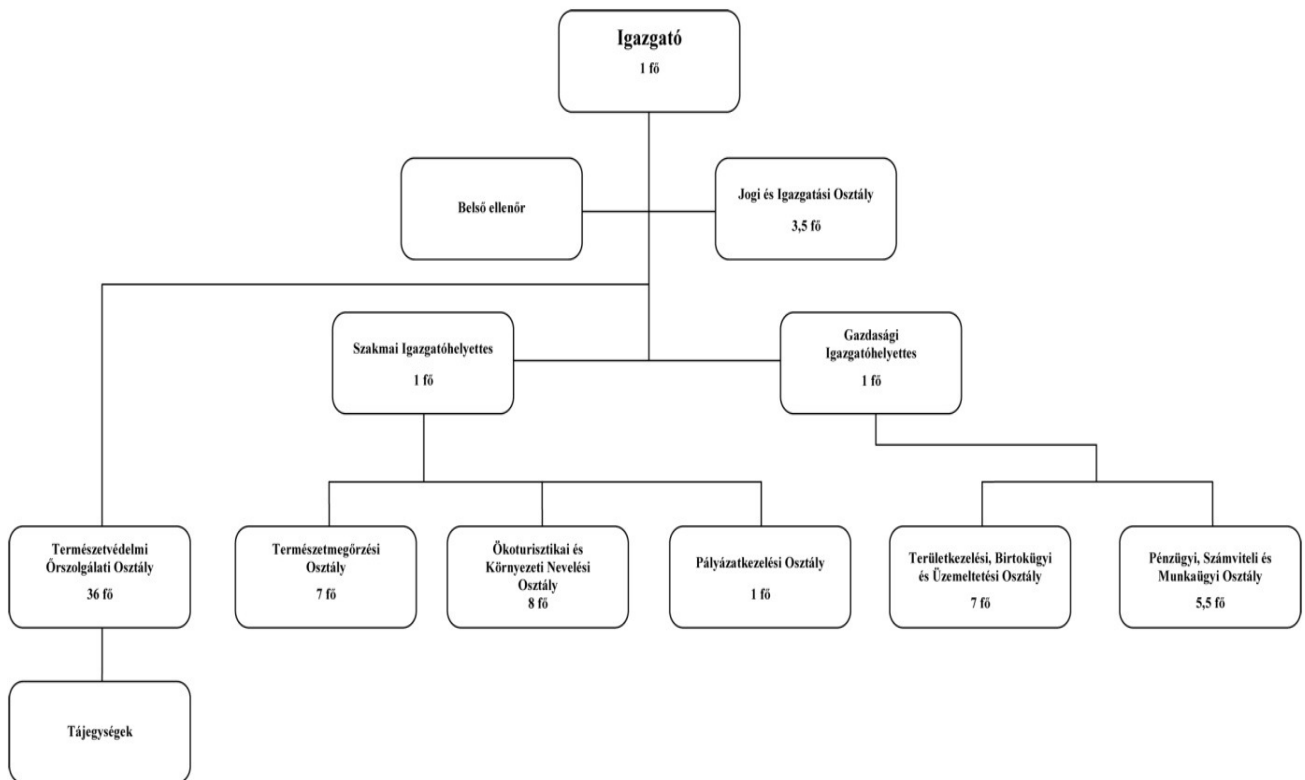 Igazgató
1 fő
Belső ellenőr
Jogi és Igazgatási Osztály
3,5 fő
Szakmai Igazgatóhelyettes
1 fő
Gazdasági
Igazgatóhelyettes
1 fő
Természetvédelmi
Őrszolgálati Osztály
36 fő
Természetmegőrzési
Osztály
7 fő
Ökoturisztikai és
Környezeti Nevelési
Osztály
8 fő
Pályázatkezelési Osztály
1 fő
Területkezelési, Birtokügyi
és Üzemeltetési Osztály
7 fő
Pénzügyi, Számviteli és
Munkaügyi Osztály
5,5 fő
Tájegységek